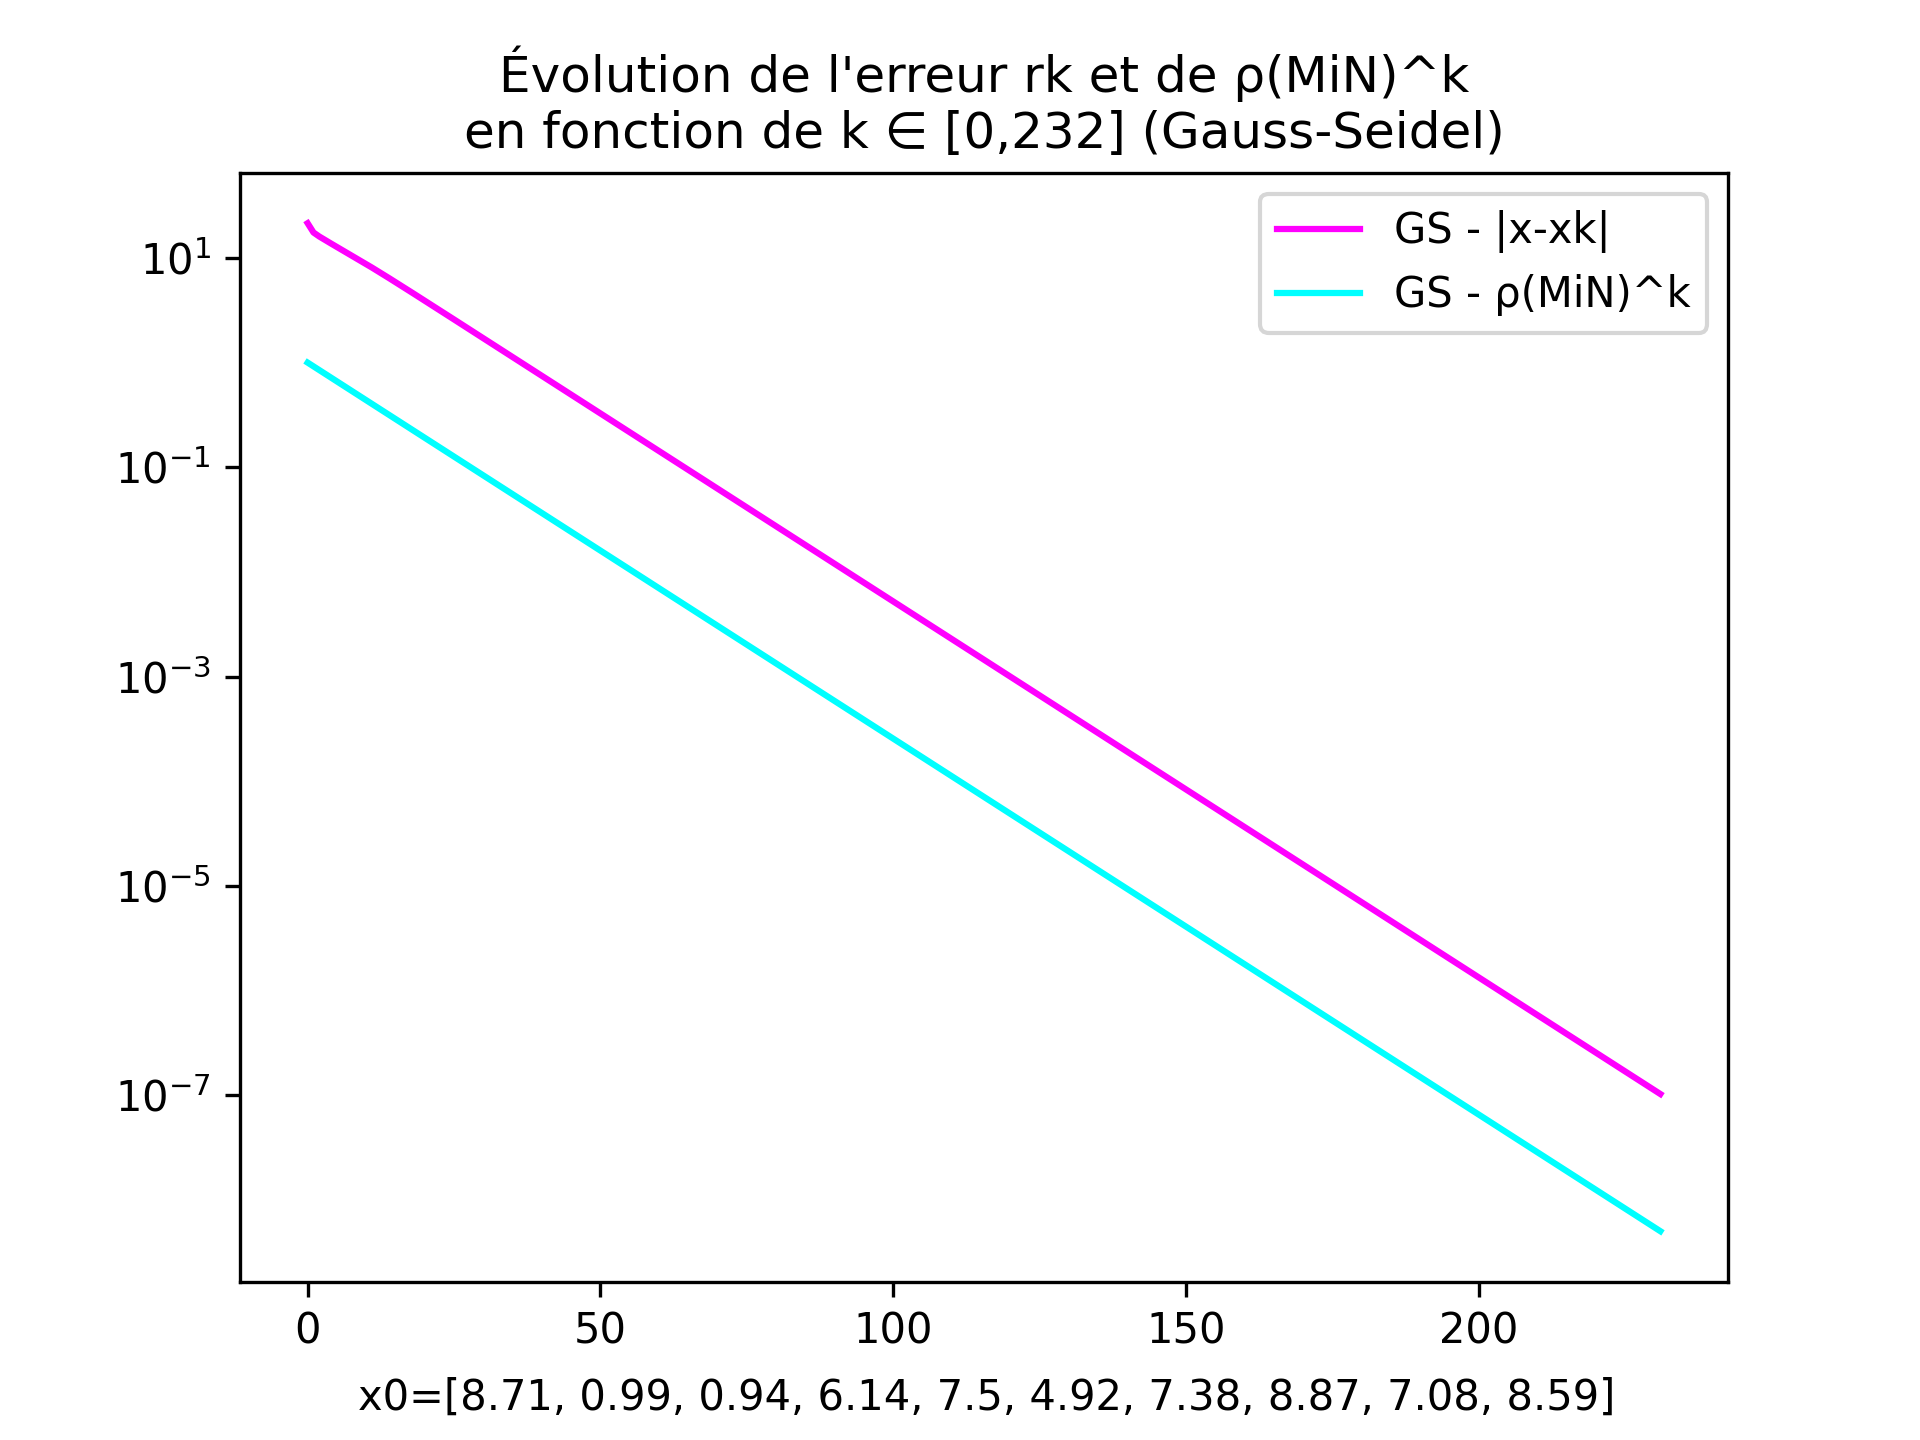 Évolution de l'erreur rk et de ρ(MiN)^k
en fonction de k ∈ [0,232] (Gauss-Seidel)
GS - |x-xk|
GS - ρ(MiN)^k
10¹
10⁻¹
10⁻³
10⁻⁵
10⁻⁷
0 50 100 150 200
x0=[8.71, 0.99, 0.94, 6.14, 7.5, 4.92, 7.38, 8.87, 7.08, 8.59]